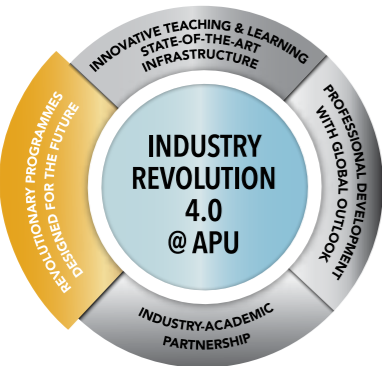 INNOVATIVE TEACHING & LEARNING
STATE-OF-THE-ART
INFRASTRUCTURE
PROFESSIONAL DEVELOPMENT
WITH GLOBAL OUTLOOK
INDUSTRY-ACADEMIC
PARTNERSHIP
REVOLUTIONARY PROGRAMMES
DESIGNED FOR THE FUTURE
INDUSTRY
REVOLUTION
4.0
@ APU